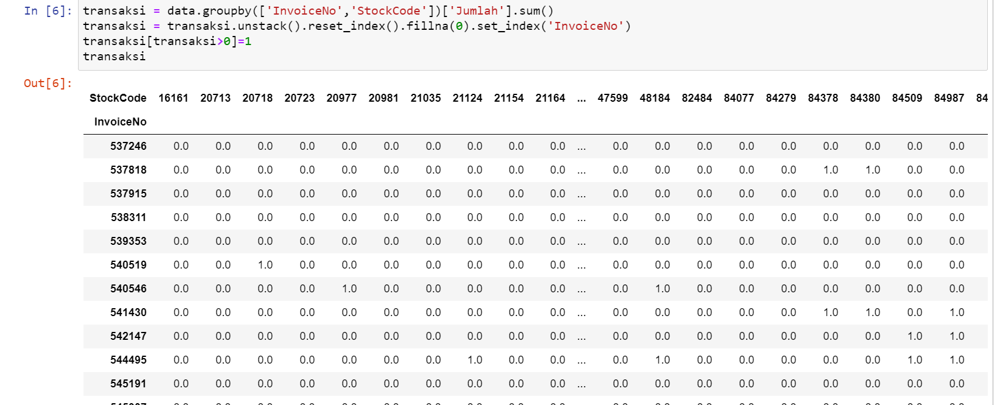 In [6]: transaksi = data.groupby(['InvoiceNo','StockCode'])['Jumlah'].sum()
transaksi = transaksi.unstack().reset_index().fillna(0).set_index('InvoiceNo')
transaksi[transaksi>0]=1
transaksi
Out[6]:
StockCode 16161 20713 20718 20723 20977 20981 21035 21124 21154 21164 ... 47599 48184 82484 84077 84279 84378 84380 84509 84987 84
InvoiceNo
537246 0.0 0.0 0.0 0.0 0.0 0.0 0.0 0.0 0.0 0.0 ... 0.0 0.0 0.0 0.0 0.0 0.0 0.0 0.0 0.0
537818 0.0 0.0 0.0 0.0 0.0 0.0 0.0 0.0 0.0 0.0 ... 0.0 0.0 0.0 0.0 0.0 1.0 1.0 0.0 0.0
537915 0.0 0.0 0.0 0.0 0.0 0.0 0.0 0.0 0.0 0.0 ... 0.0 0.0 0.0 0.0 0.0 0.0 0.0 0.0 0.0
538311 0.0 0.0 0.0 0.0 0.0 0.0 0.0 0.0 0.0 0.0 ... 0.0 0.0 0.0 0.0 0.0 0.0 0.0 0.0 0.0
539353 0.0 0.0 0.0 0.0 0.0 0.0 0.0 0.0 0.0 0.0 ... 0.0 0.0 0.0 0.0 0.0 0.0 0.0 0.0 0.0
540519 0.0 0.0 1.0 0.0 0.0 0.0 0.0 0.0 0.0 0.0 ... 0.0 0.0 0.0 0.0 0.0 0.0 0.0 0.0 0.0
540546 0.0 0.0 0.0 0.0 1.0 0.0 0.0 0.0 0.0 0.0 ... 0.0 1.0 0.0 0.0 0.0 0.0 0.0 0.0 0.0
541430 0.0 0.0 0.0 0.0 0.0 0.0 0.0 0.0 0.0 0.0 ... 0.0 0.0 0.0 0.0 0.0 1.0 1.0 0.0 1.0
542147 0.0 0.0 0.0 0.0 0.0 0.0 0.0 0.0 0.0 0.0 ... 0.0 0.0 0.0 0.0 0.0 0.0 0.0 1.0 1.0
544495 0.0 0.0 0.0 0.0 0.0 0.0 0.0 1.0 0.0 0.0 ... 0.0 1.0 0.0 0.0 0.0 0.0 0.0 1.0 1.0
545191 0.0 0.0 0.0 0.0 0.0 0.0 0.0 0.0 0.0 0.0 ... 0.0 0.0 0.0 0.0 0.0 0.0 0.0 0.0 0.0